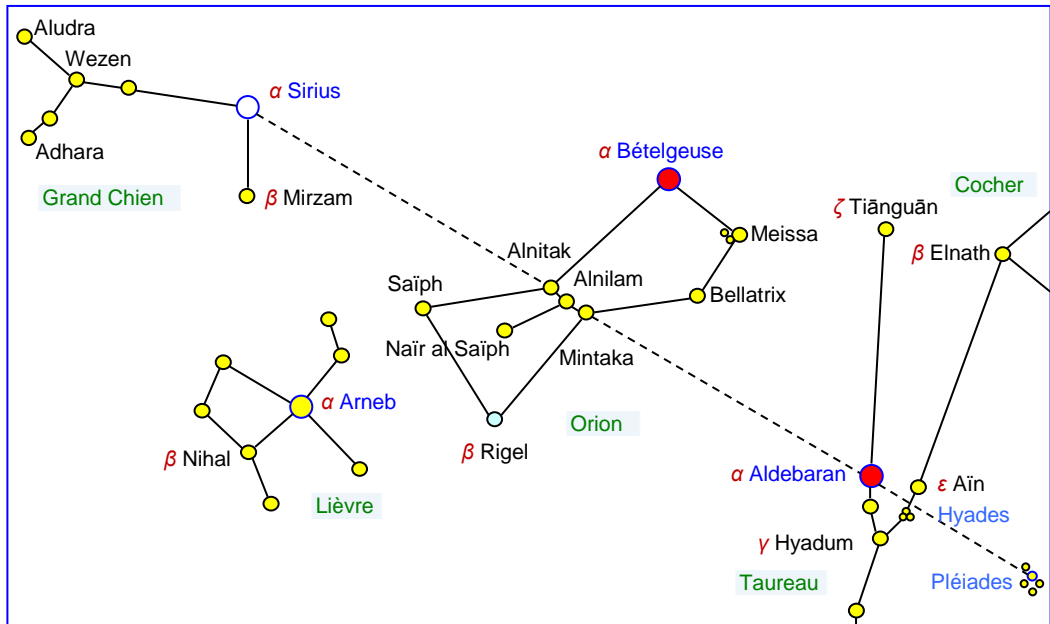 Aludra
Wezen
α Sirius
Adhara
Grand Chien
β Mirzam
α Bételgeuse
Cocher
ζ Tiānguān
Meissa
β Elnath
Alnitak
Alnilam
Saïph
Bellatrix
Naïr al Saïph
Mintaka
α Arneb
Orion
β Nihal
β Rigel
Lièvre
α Aldebaran
ε Aïn
Hyades
γ Hyadum
Taureau
Pléiades